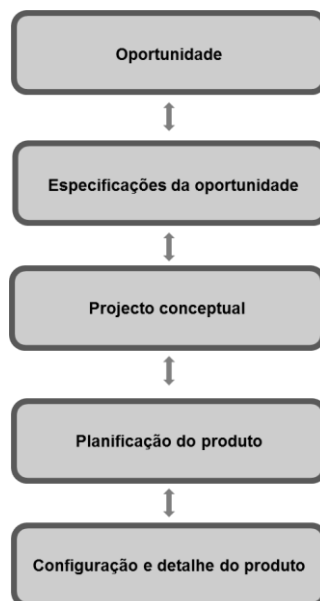 Oportunidade
Especificações da oportunidade
Projecto conceptual
Planificação do produto
Configuração e detalhe do produto